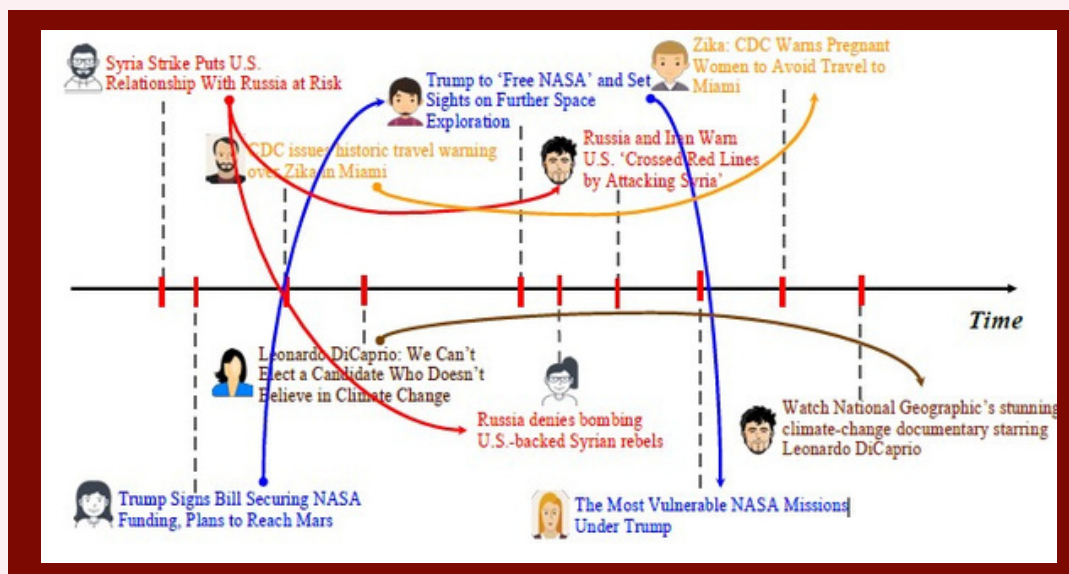 Syria Strike Puts U.S.
Relationship With Russia at Risk
Trump to ‘Free NASA’ and Set
Sights on Further Space
Exploration
Zika: CDC Warns Pregnant
Women to Avoid Travel to
Miami
CDC issues historic travel warning
over Zika in Miami
Russia and Iran Warn
U.S. ‘Crossed Red Lines
by Attacking Syria’
Time
Leonardo DiCaprio: We Can’t
Elect a Candidate Who Doesn’t
Believe in Climate Change
Russia denies bombing
U.S.-backed Syrian rebels
Watch National Geographic’s stunning
climate-change documentary starring
Leonardo DiCaprio
Trump Signs Bill Securing NASA
Funding, Plans to Reach Mars
The Most Vulnerable NASA Missions
Under Trump